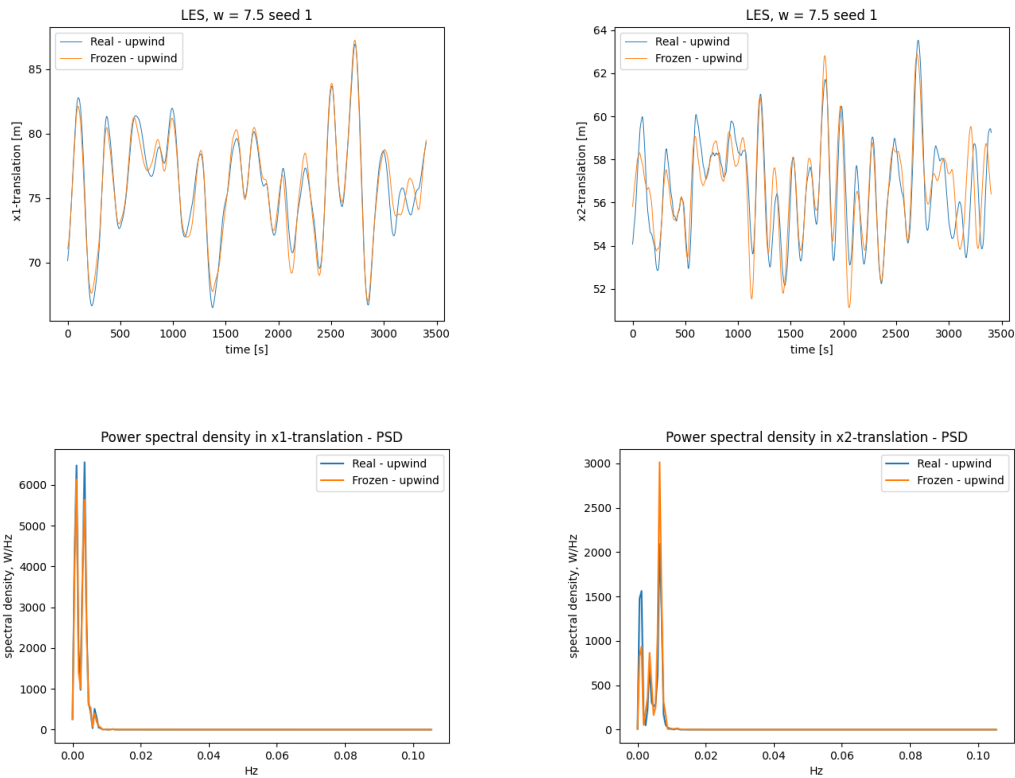 LES, w = 7.5 seed 1
Real - upwind
Frozen - upwind
x1-translation [m]
85
80
75
70
0
500
1000
1500
2000
2500
3000
3500
time [s]
LES, w = 7.5 seed 1
Real - upwind
Frozen - upwind
x2-translation [m]
64
62
60
58
56
54
52
0
500
1000
1500
2000
2500
3000
3500
time [s]
Power spectral density in x1-translation - PSD
Real - upwind
Frozen - upwind
spectral density, W/Hz
6000
5000
4000
3000
2000
1000
0
0.00
0.02
0.04
0.06
0.08
0.10
Hz
Power spectral density in x2-translation - PSD
Real - upwind
Frozen - upwind
spectral density, W/Hz
3000
2500
2000
1500
1000
500
0
0.00
0.02
0.04
0.06
0.08
0.10
Hz